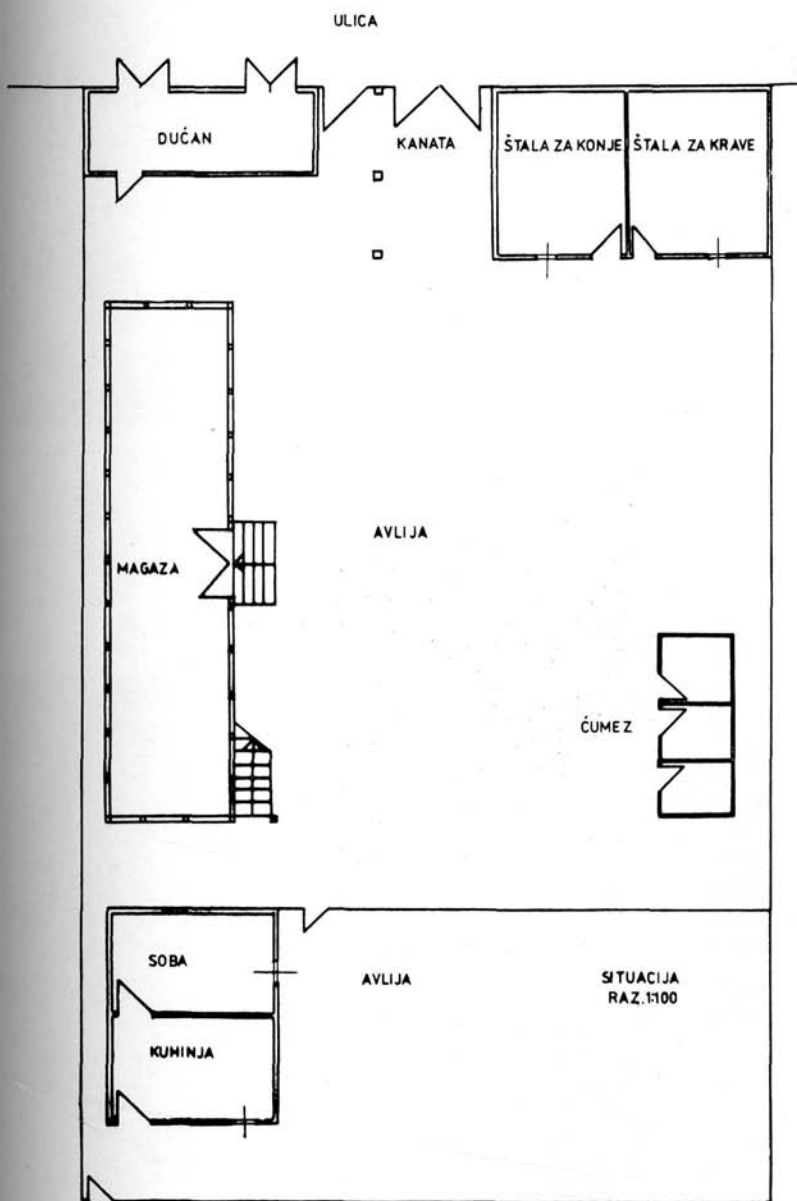 ULICA
DUĆAN
KANATA
ŠTALA ZA KONJE
ŠTALA ZA KRAVE
AVLIJA
MAGAZA
ĆUMEZ
SOBA
AVLIJA
SITUACIJA
RAZ. 1:100
KUHINJA